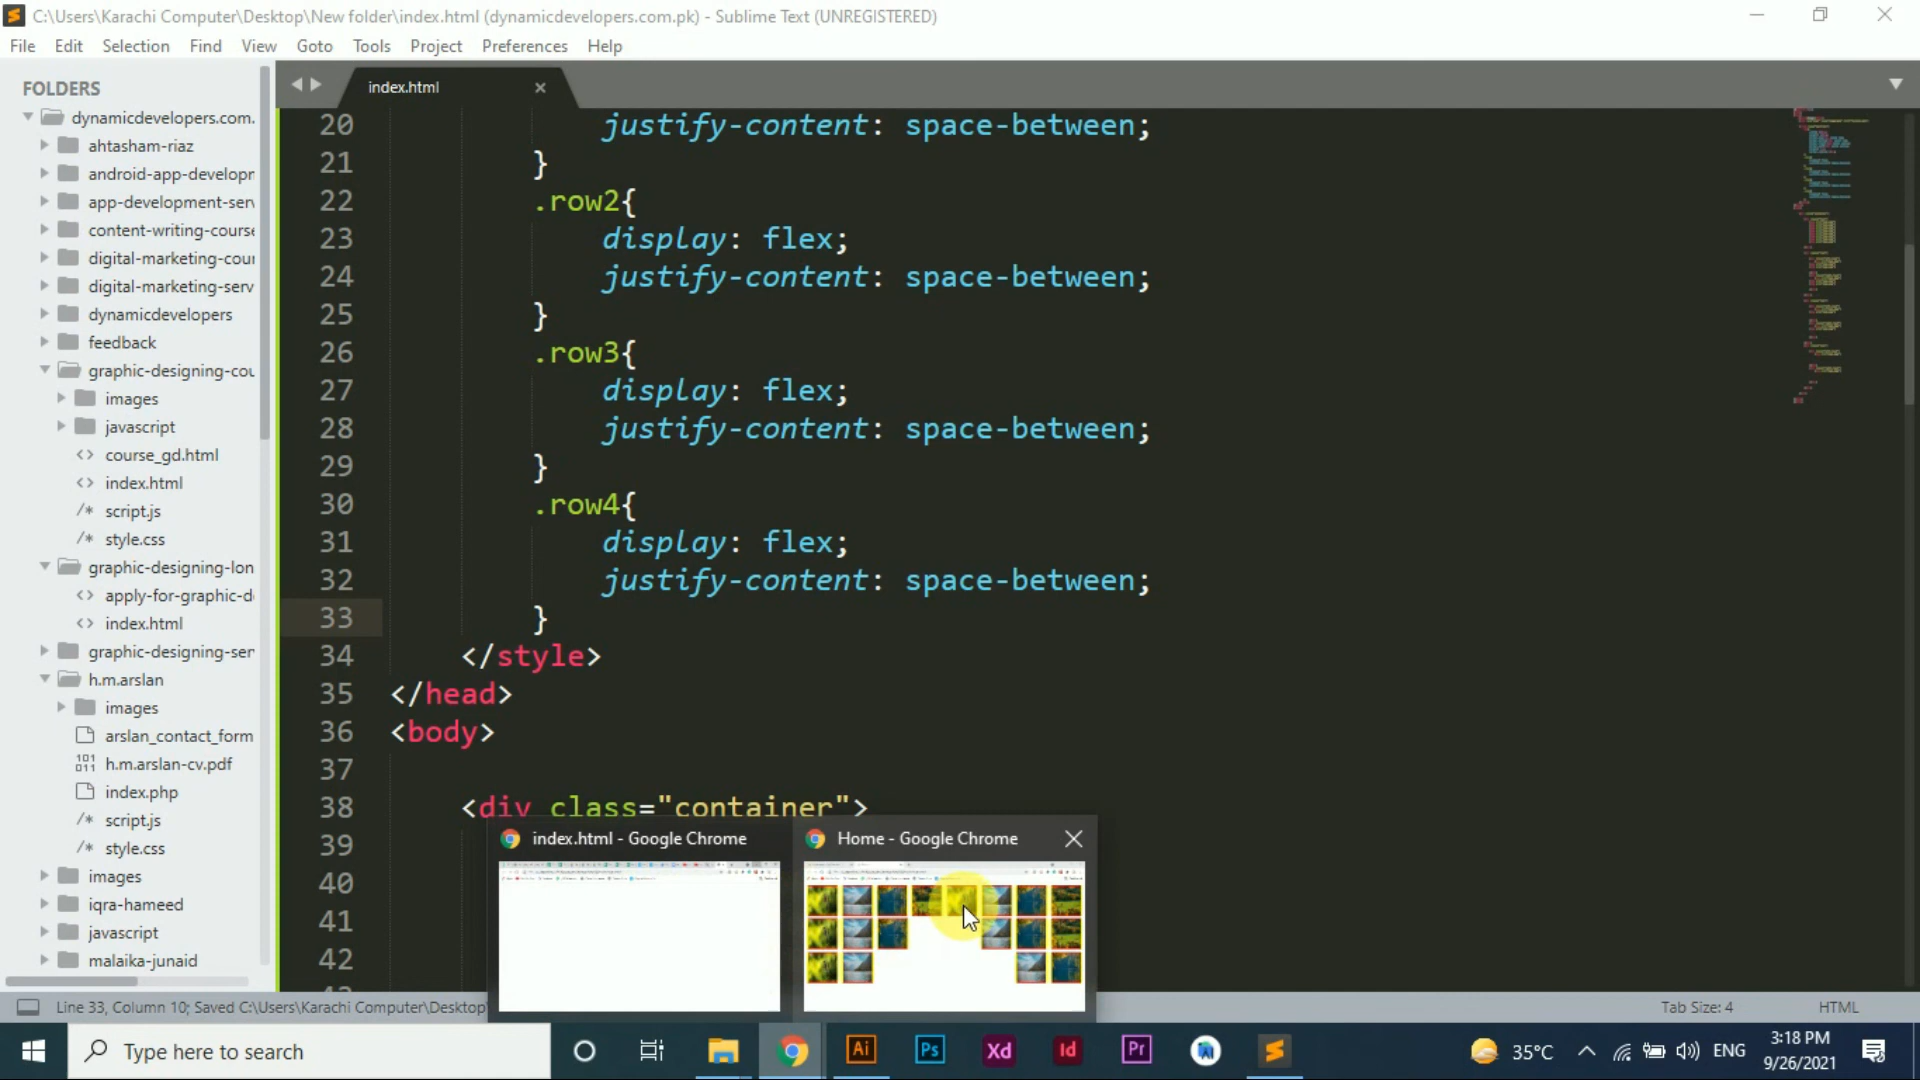 C:\Users\Karachi Computer\Desktop\New folder\index.html (dynamicdevelopers.com.pk) - Sublime Text (UNREGISTERED)
File Edit Selection Find View Goto Tools Project Preferences Help
FOLDERS
dynamicdevelopers.com.
ahtasham-riaz
android-app-developr
app-development-serv
content-writing-course
digital-marketing-cour
digital-marketing-serv
dynamicdevelopers
feedback
graphic-designing-cou
images
javascript
<> course_gd.html
<> index.html
/* script.js
/* style.css
graphic-designing-lon
<> apply-for-graphic-d
<> index.html
graphic-designing-ser
h.m.arslan
images
arslan_contact_form
h.m.arslan-cv.pdf
index.php
/* script.js
/* style.css
images
iqra-hameed
javascript
malaika-junaid
index.html
20 justify-content: space-between;
21 }
22 .row2{
23 display: flex;
24 justify-content: space-between;
25 }
26 .row3{
27 display: flex;
28 justify-content: space-between;
29 }
30 .row4{
31 display: flex;
32 justify-content: space-between;
33 }
34 </style>
35 </head>
36 <body>
37
38 <div class="container">
39
40
41
42
index.html - Google Chrome
Home - Google Chrome
Line 33, Column 10; Saved C:\Users\Karachi Computer\Desktop
Tab Size: 4
HTML
Type here to search
Ai
Ps
Xd
Id
Pr
35°C
ENG
3:18 PM
9/26/2021